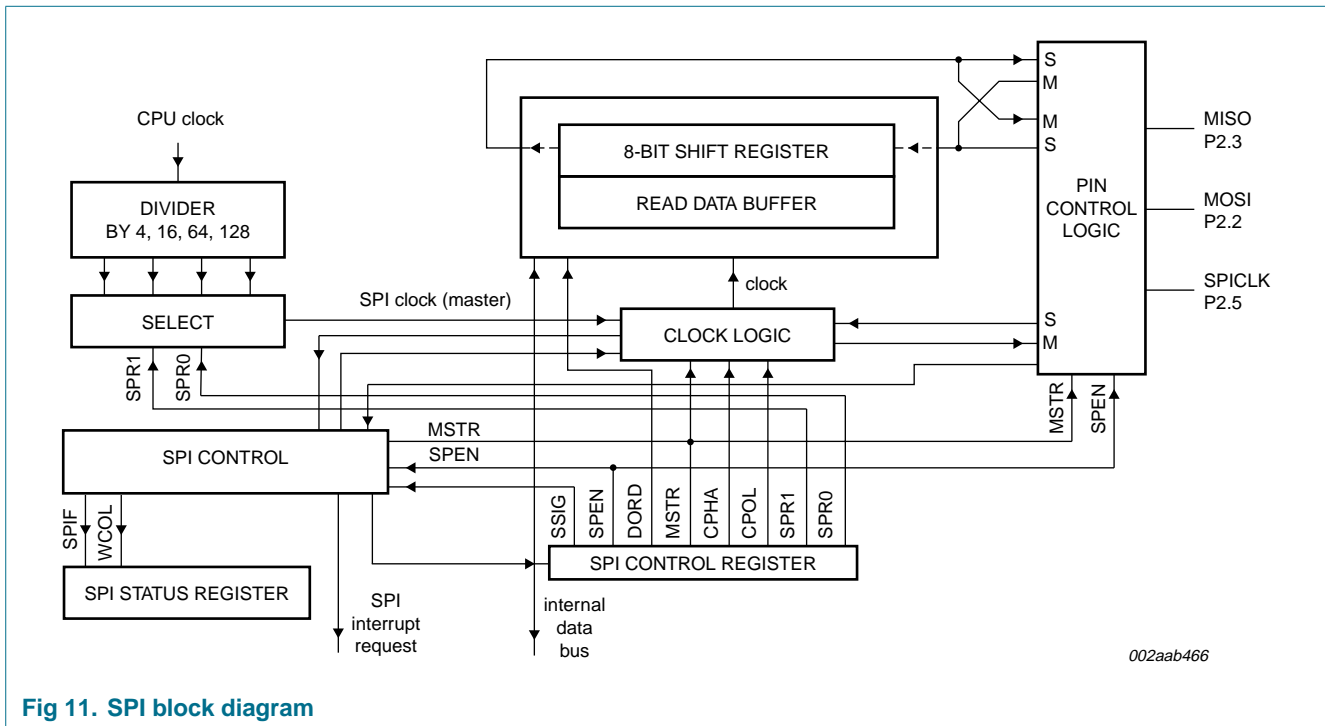 CPU clock
DIVIDER
BY 4, 16, 64, 128
SELECT
SPR1
SPR0
SPI clock (master)
8-BIT SHIFT REGISTER
READ DATA BUFFER
clock
CLOCK LOGIC
S
M
M
S
PIN
CONTROL
LOGIC
S
M
MISO
P2.3
MOSI
P2.2
SPICLK
P2.5
MSTR
SPEN
MSTR
SPEN
SPI CONTROL
SPIF
WCOL
SPI STATUS REGISTER
SSIG
SPEN
DORD
MSTR
CPHA
CPOL
SPR1
SPR0
SPI CONTROL REGISTER
SPI
interrupt
request
internal
data
bus
002aab466
Fig 11. SPI block diagram